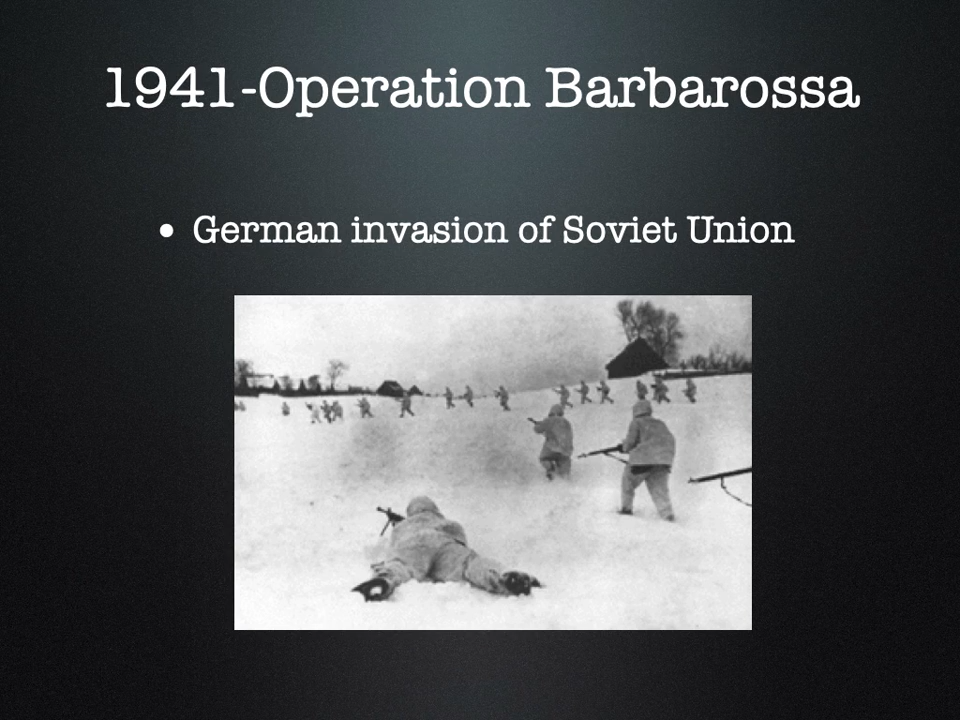 1941-Operation Barbarossa
• German invasion of Soviet Union